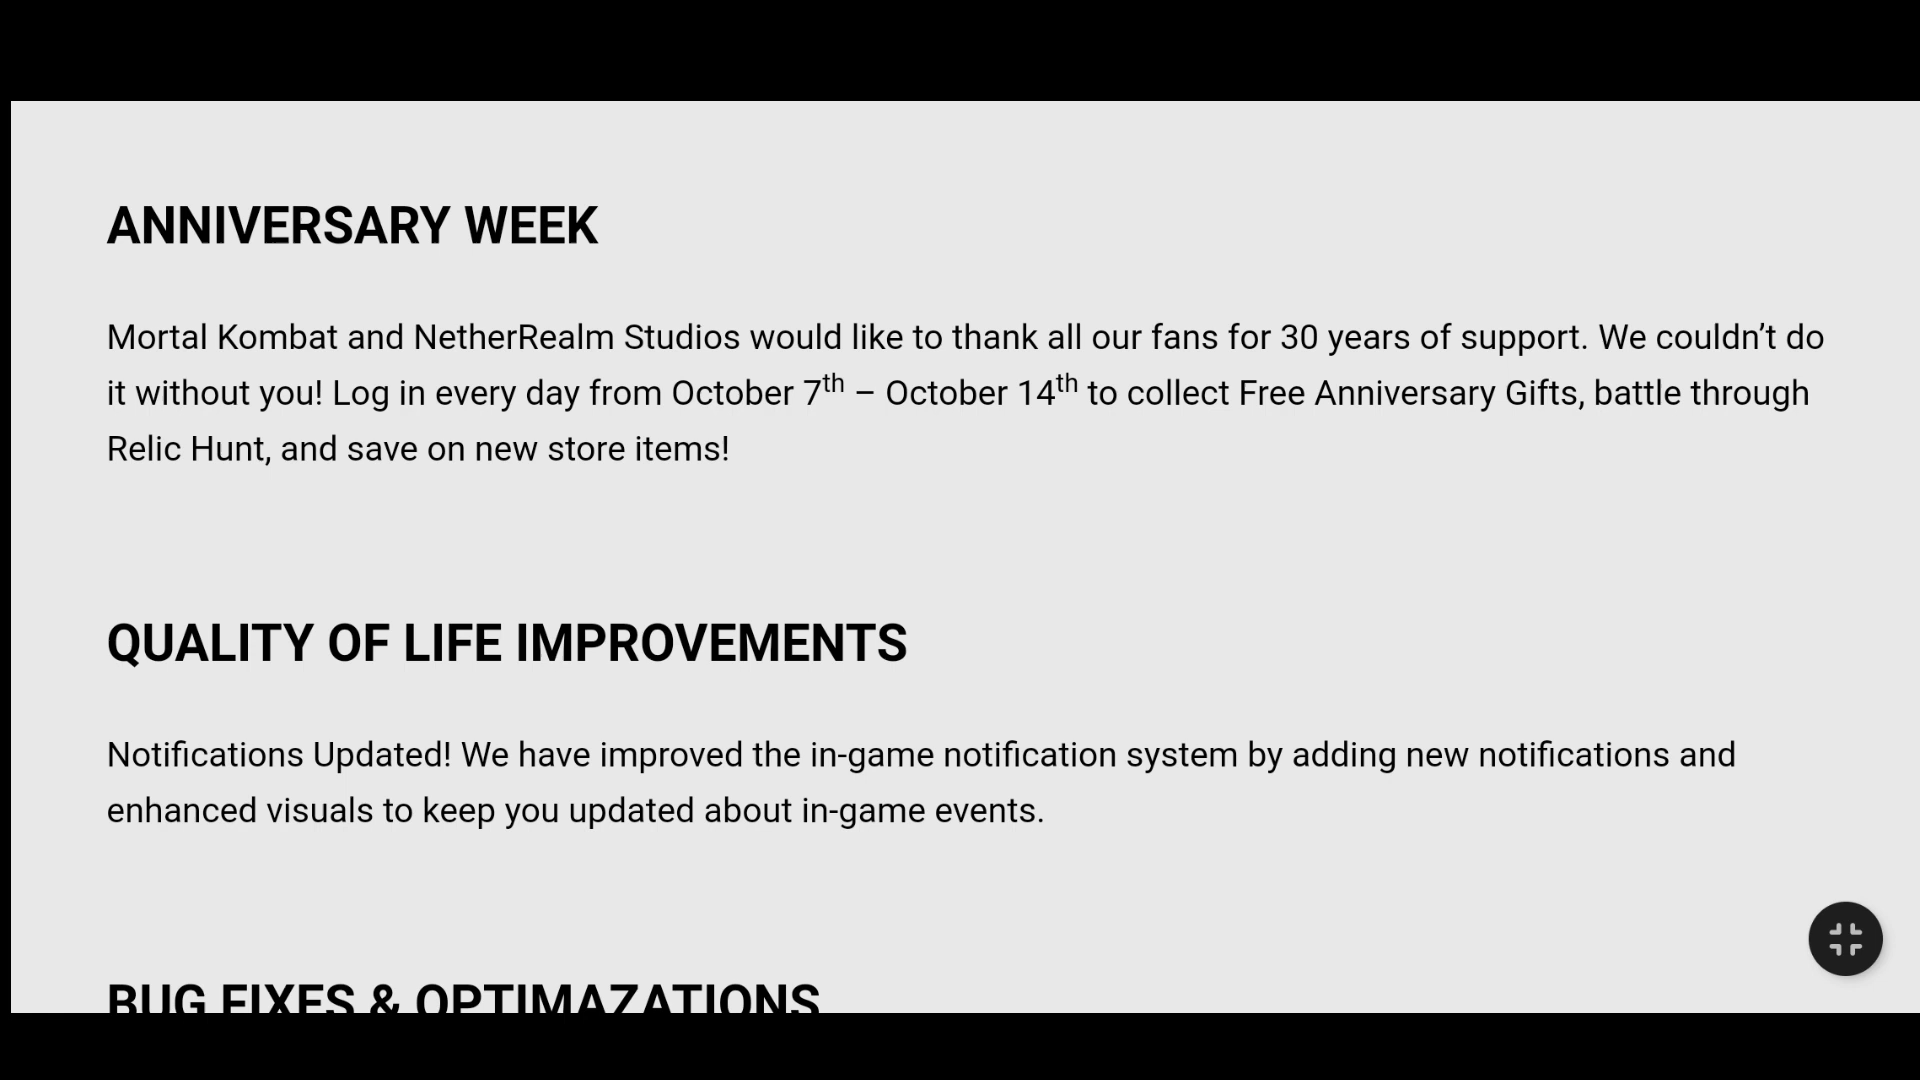 ANNIVERSARY WEEK
Mortal Kombat and NetherRealm Studios would like to thank all our fans for 30 years of support. We couldn’t do
it without you! Log in every day from October 7th – October 14th to collect Free Anniversary Gifts, battle through
Relic Hunt, and save on new store items!
QUALITY OF LIFE IMPROVEMENTS
Notifications Updated! We have improved the in-game notification system by adding new notifications and
enhanced visuals to keep you updated about in-game events.
BUG FIXES & OPTIMAZATIONS